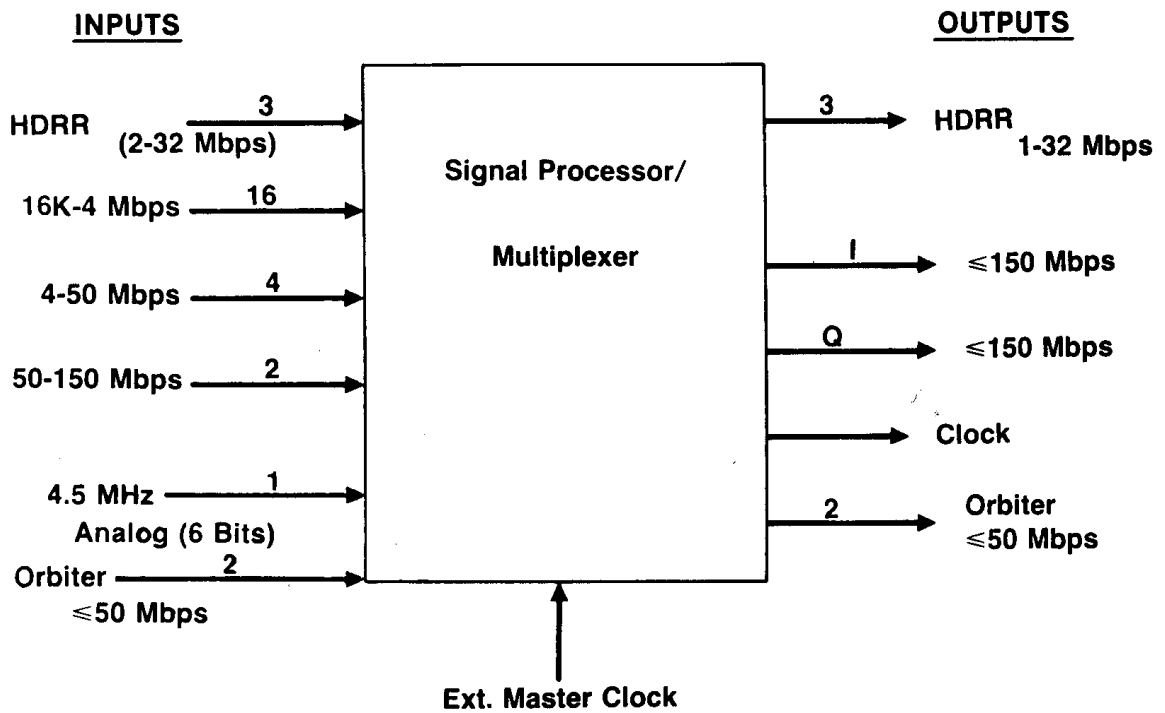 INPUTS
OUTPUTS
HDRR
3
(2-32 Mbps)
16K-4 Mbps
16
4-50 Mbps
4
50-150 Mbps
2
4.5 MHz
1
Analog (6 Bits)
Orbiter
2
≤50 Mbps
Signal Processor/
Multiplexer
3
HDRR
1-32 Mbps
I
≤150 Mbps
Q
≤150 Mbps
Clock
2
Orbiter
≤50 Mbps
Ext. Master Clock